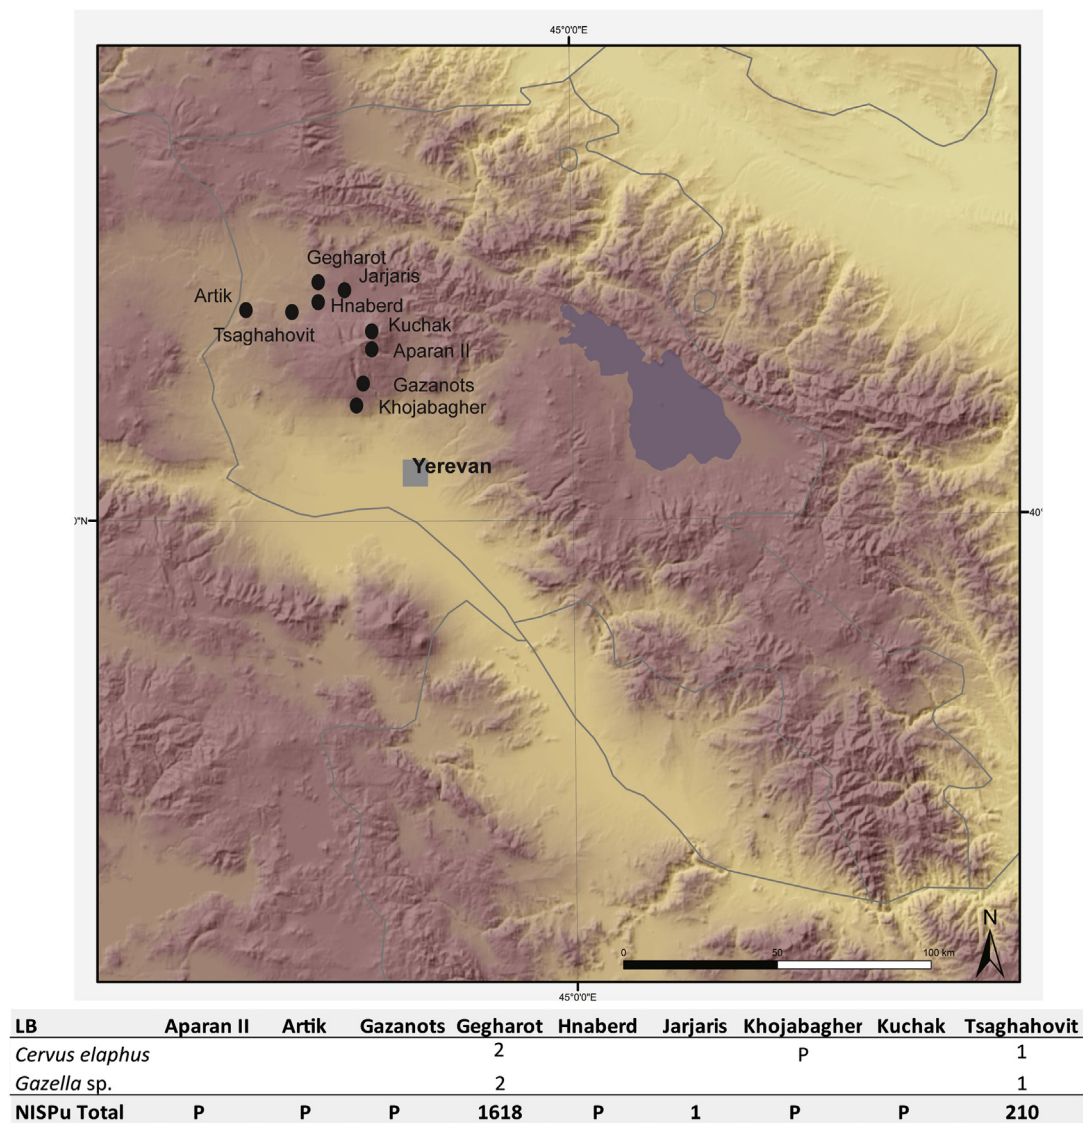 45°0'0"E
Gegharot
Jarjaris
Artik
Hnaberd
Tsaghahovit
Kuchak
Aparan II
Gazanots
Khojabagher
Yerevan
0"N
40°
N
0 50 100 km
45°0'0"E
LB Aparan II Artik Gazanots Gegharot Hnaberd Jarjaris Khojabagher Kuchak Tsaghahovit
Cervus elaphus 2 P 1
Gazella sp. 2 1
NISPu Total P P P 1618 P 1 P P 210